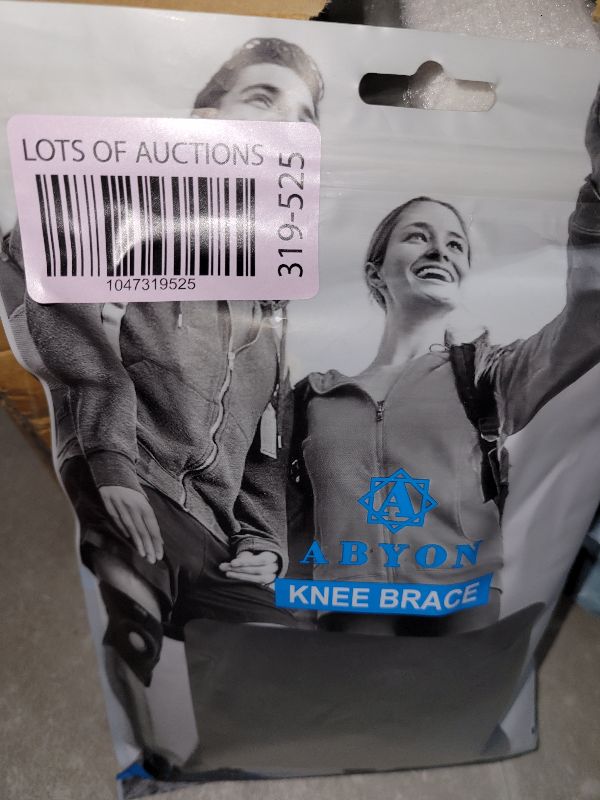 LOTS OF AUCTIONS
319-525
1047319525
A
ABYON
KNEE BRACE